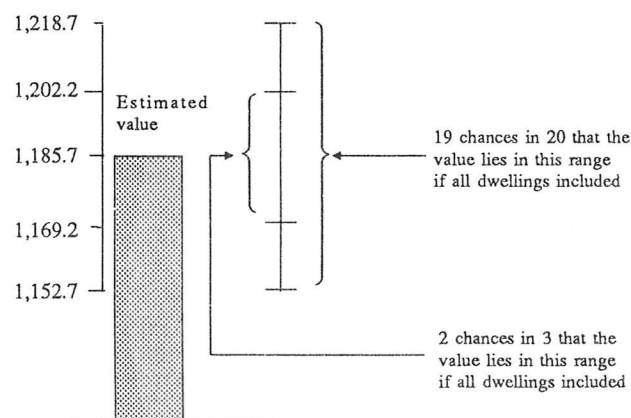 1,218.7
1,202.2
Estimated
value
1,185.7
19 chances in 20 that the
value lies in this range
if all dwellings included
1,169.2
1,152.7
2 chances in 3 that the
value lies in this range
if all dwellings included